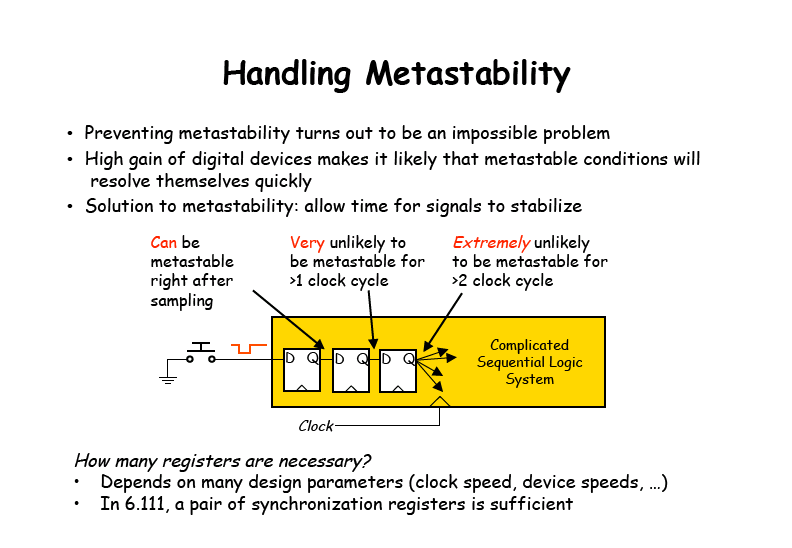 Handling Metastability
• Preventing metastability turns out to be an impossible problem
• High gain of digital devices makes it likely that metastable conditions will
resolve themselves quickly
• Solution to metastability: allow time for signals to stabilize
Can be
metastable
right after
sampling
Very unlikely to
be metastable for
>1 clock cycle
Extremely unlikely
to be metastable for
>2 clock cycle
D Q D Q D Q
Complicated
Sequential Logic
System
Clock
How many registers are necessary?
• Depends on many design parameters (clock speed, device speeds, …)
• In 6.111, a pair of synchronization registers is sufficient